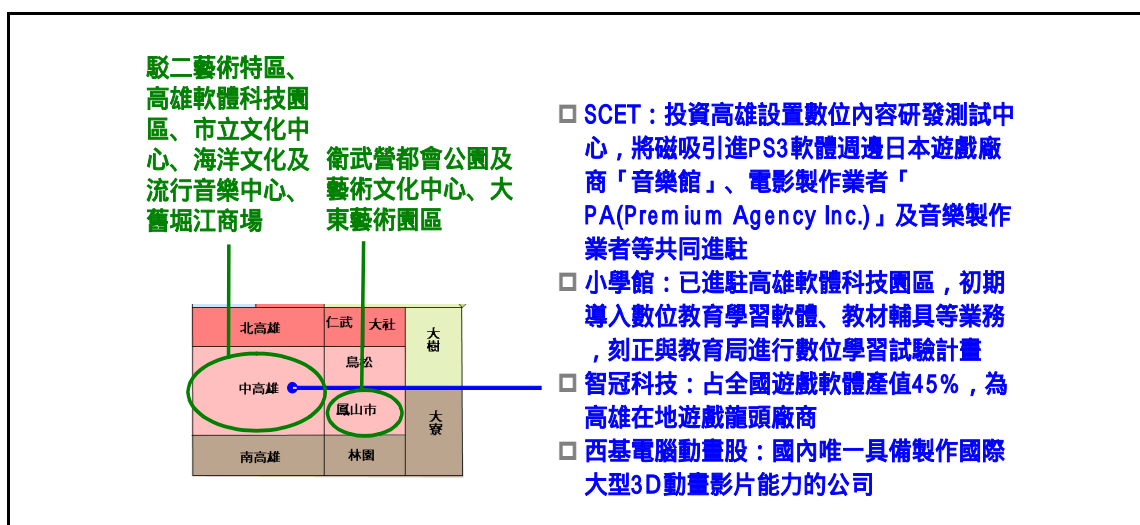 駁二藝術特區、
高雄軟體科技園
區、市立文化中
心、海洋文化及
流行音樂中心、
舊堀江商場
衛武營都會公園及
藝術文化中心、大
東藝術園區
SCET：投資高雄設置數位內容研發測試中
心，將磁吸引進PS3軟體週邊日本遊戲廠
商「音樂館」、電影製作業者「
PA(Premium Agency Inc.)」及音樂製作
業者等共同進駐
小學館：已進駐高雄軟體科技園區，初期
導入數位教育學習軟體、教材輔具等業務
，刻正與教育局進行數位學習試驗計畫
智冠科技：占全國遊戲軟體產值45%，為
高雄在地遊戲龍頭廠商
西基電腦動畫股：國內唯一具備製作國際
大型3D動畫影片能力的公司
北高雄
仁武
大社
大樹
鳥松
中高雄
鳳山市
大寮
南高雄
林園